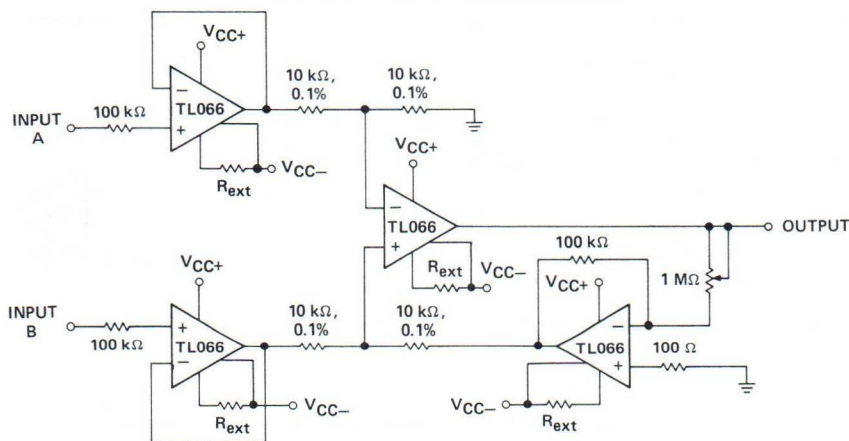 VCC+
10 kΩ,
0.1%
10 kΩ,
0.1%
−
TL066
+
100 kΩ
INPUT
A
VCC−
Rext
VCC+
−
TL066
+
OUTPUT
100 kΩ
Rext
VCC−
VCC+
1 MΩ
VCC+
INPUT
B
10 kΩ,
0.1%
10 kΩ,
0.1%
+
TL066
−
100 kΩ
−
TL066
+
100 Ω
VCC−
Rext
VCC−
Rext